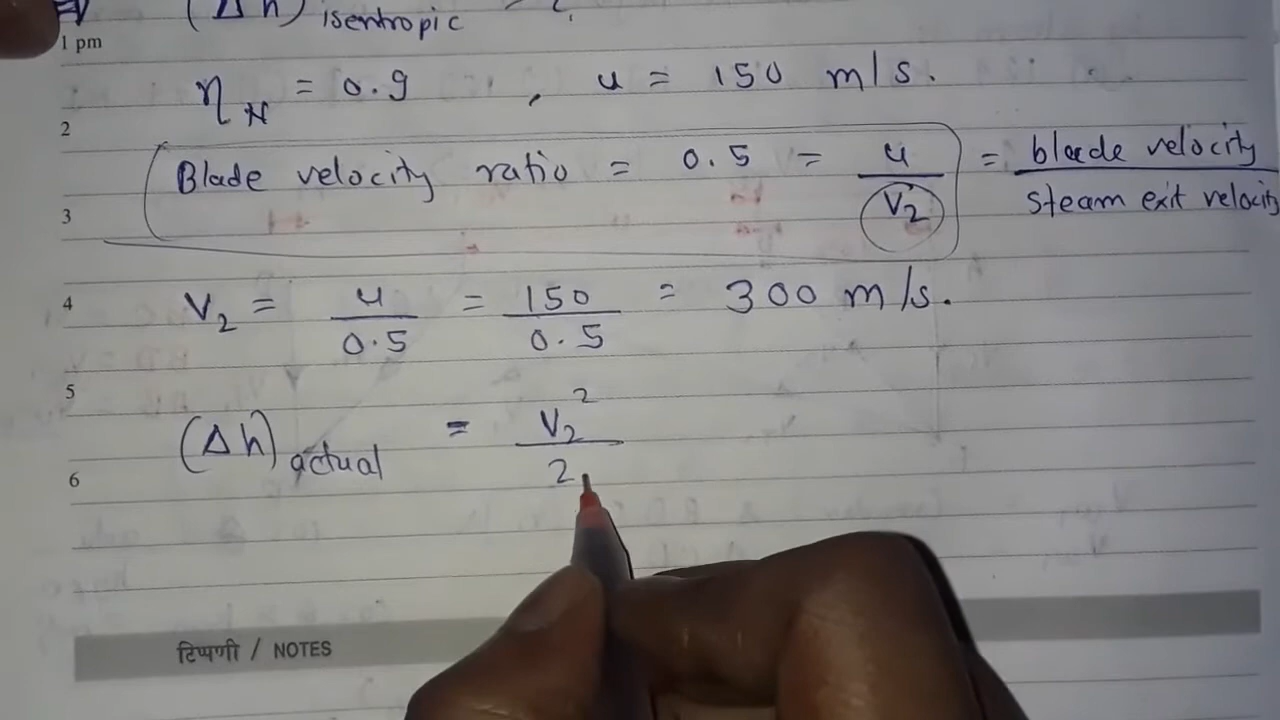 (Δh) isentropic
1 pm
η_N = 0.9 , u = 150 m/s.
2
Blade velocity ratio = 0.5 = u / V₂ = blade velocity / steam exit velocity
3
4 V₂ = u / 0.5 = 150 / 0.5 = 300 m/s.
5
(Δh) actual = V₂² / 2
6
टिप्पणी / NOTES